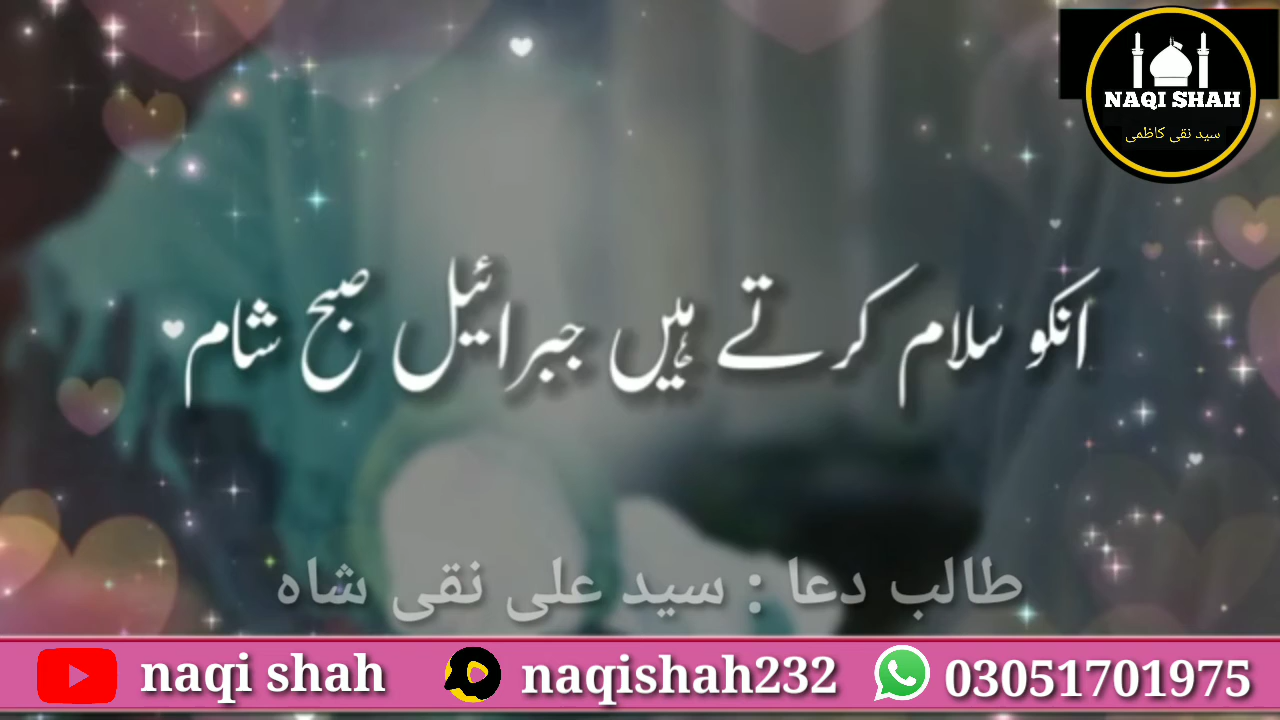 NAQI SHAH
سید نقی کاظمی
انکو سلام کرتے ہیں جبرائیل صبح شام
طالب دعا : سید علی نقی شاہ
naqi shah naqishah232 03051701975